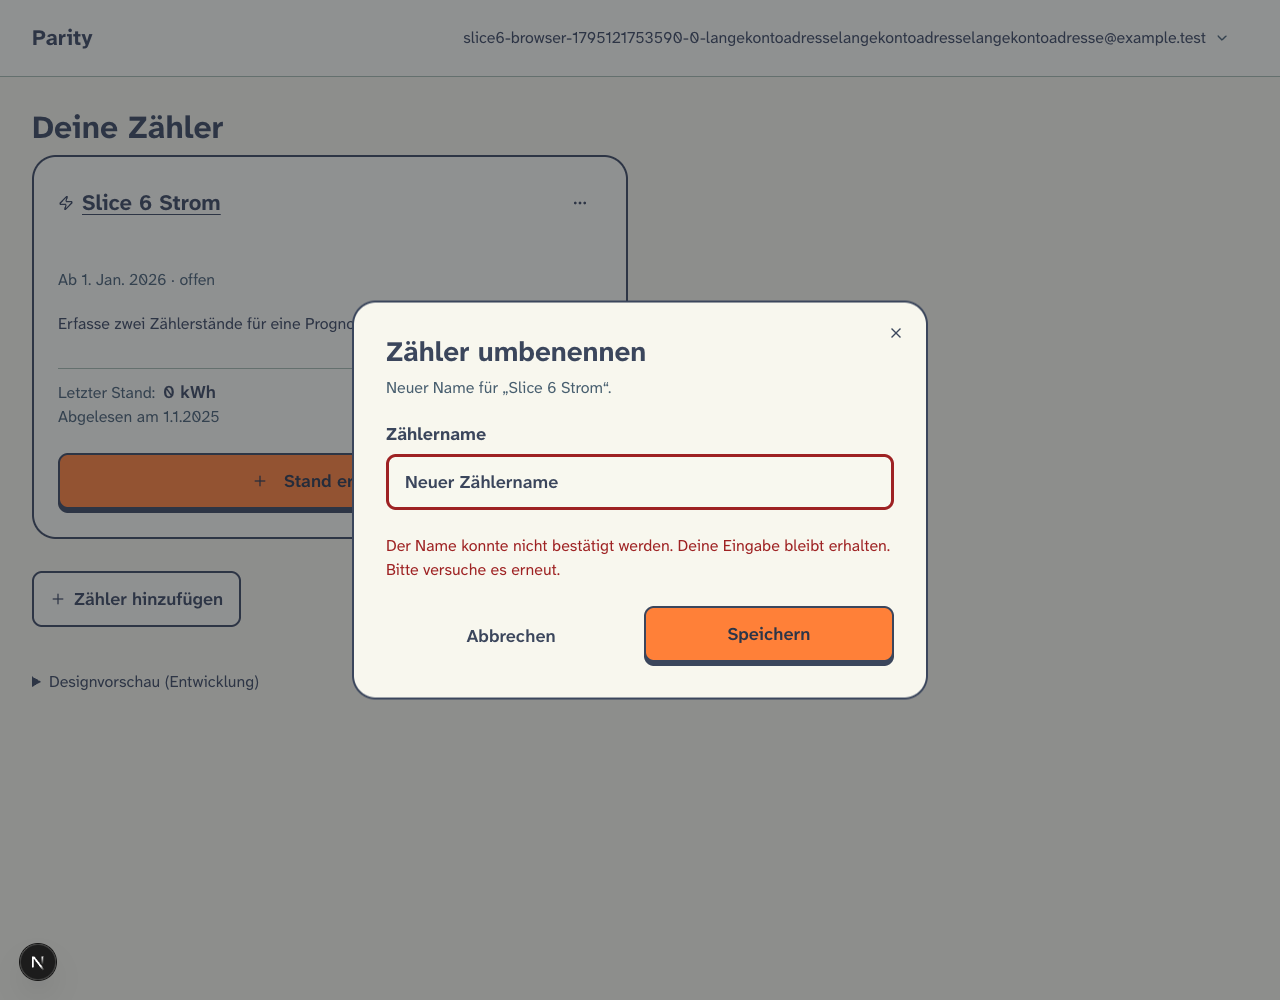 Parity
slice6-browser-1795121753590-0-langekontoadresselangekontoadresselangekontoadresse@example.test
Deine Zähler
Slice 6 Strom
Ab 1. Jan. 2026 · offen
Erfasse zwei Zählerstände für eine Progno
Letzter Stand: 0 kWh
Abgelesen am 1.1.2025
+ Stand er
+ Zähler hinzufügen
Designvorschau (Entwicklung)
Zähler umbenennen
Neuer Name für „Slice 6 Strom“.
Zählername
Neuer Zählername
Der Name konnte nicht bestätigt werden. Deine Eingabe bleibt erhalten.
Bitte versuche es erneut.
Abbrechen
Speichern
N